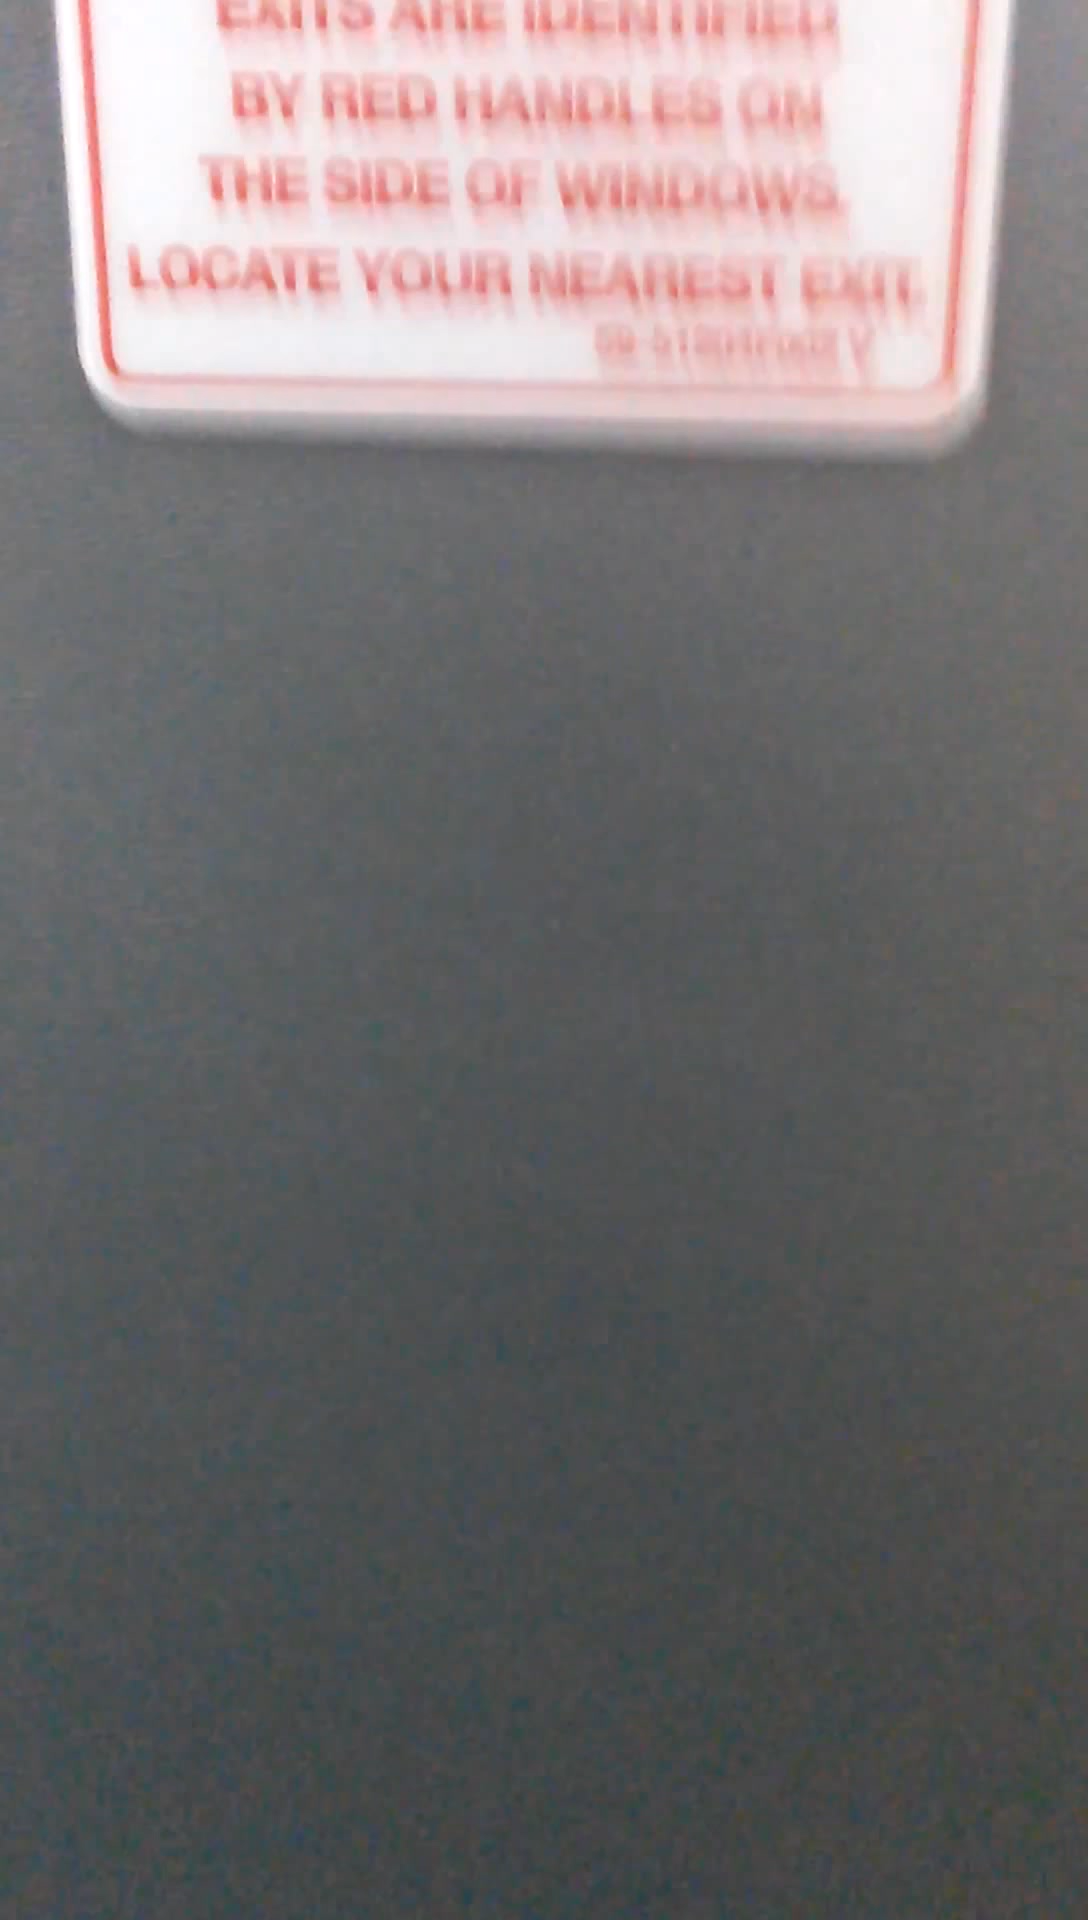 EXITS ARE IDENTIFIED
BY RED HANDLES ON
THE SIDE OF WINDOWS.
LOCATE YOUR NEAREST EXIT.